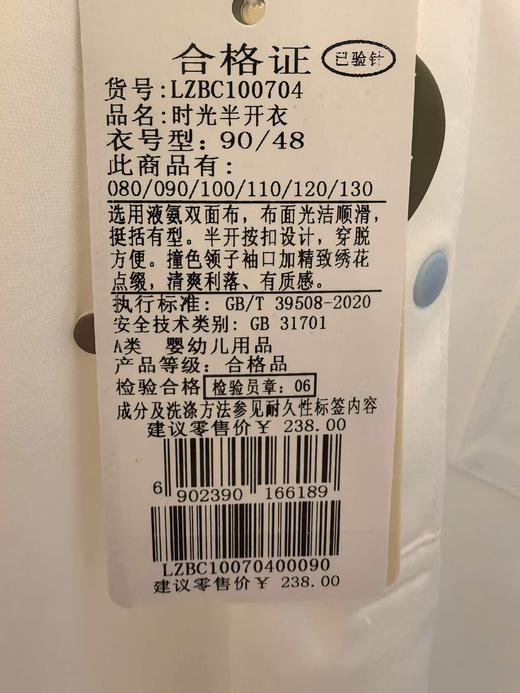 合格证 已验针
货号:LZBC100704
品名:时光半开衣
衣号型:90/48
此商品有:
080/090/100/110/120/130
选用液氨双面布，布面光洁顺滑，
挺括有型。半开按扣设计，穿脱
方便。撞色领子袖口加精致绣花
点缀，清爽利落、有质感。
执行标准: GB/T 39508-2020
安全技术类别: GB 31701
A类 婴幼儿用品
产品等级: 合格品
检验合格 检验员章: 06
成分及洗涤方法参见耐久性标签内容
建议零售价￥ 238.00
6 902390 166189
LZBC10070400090
建议零售价￥ 238.00